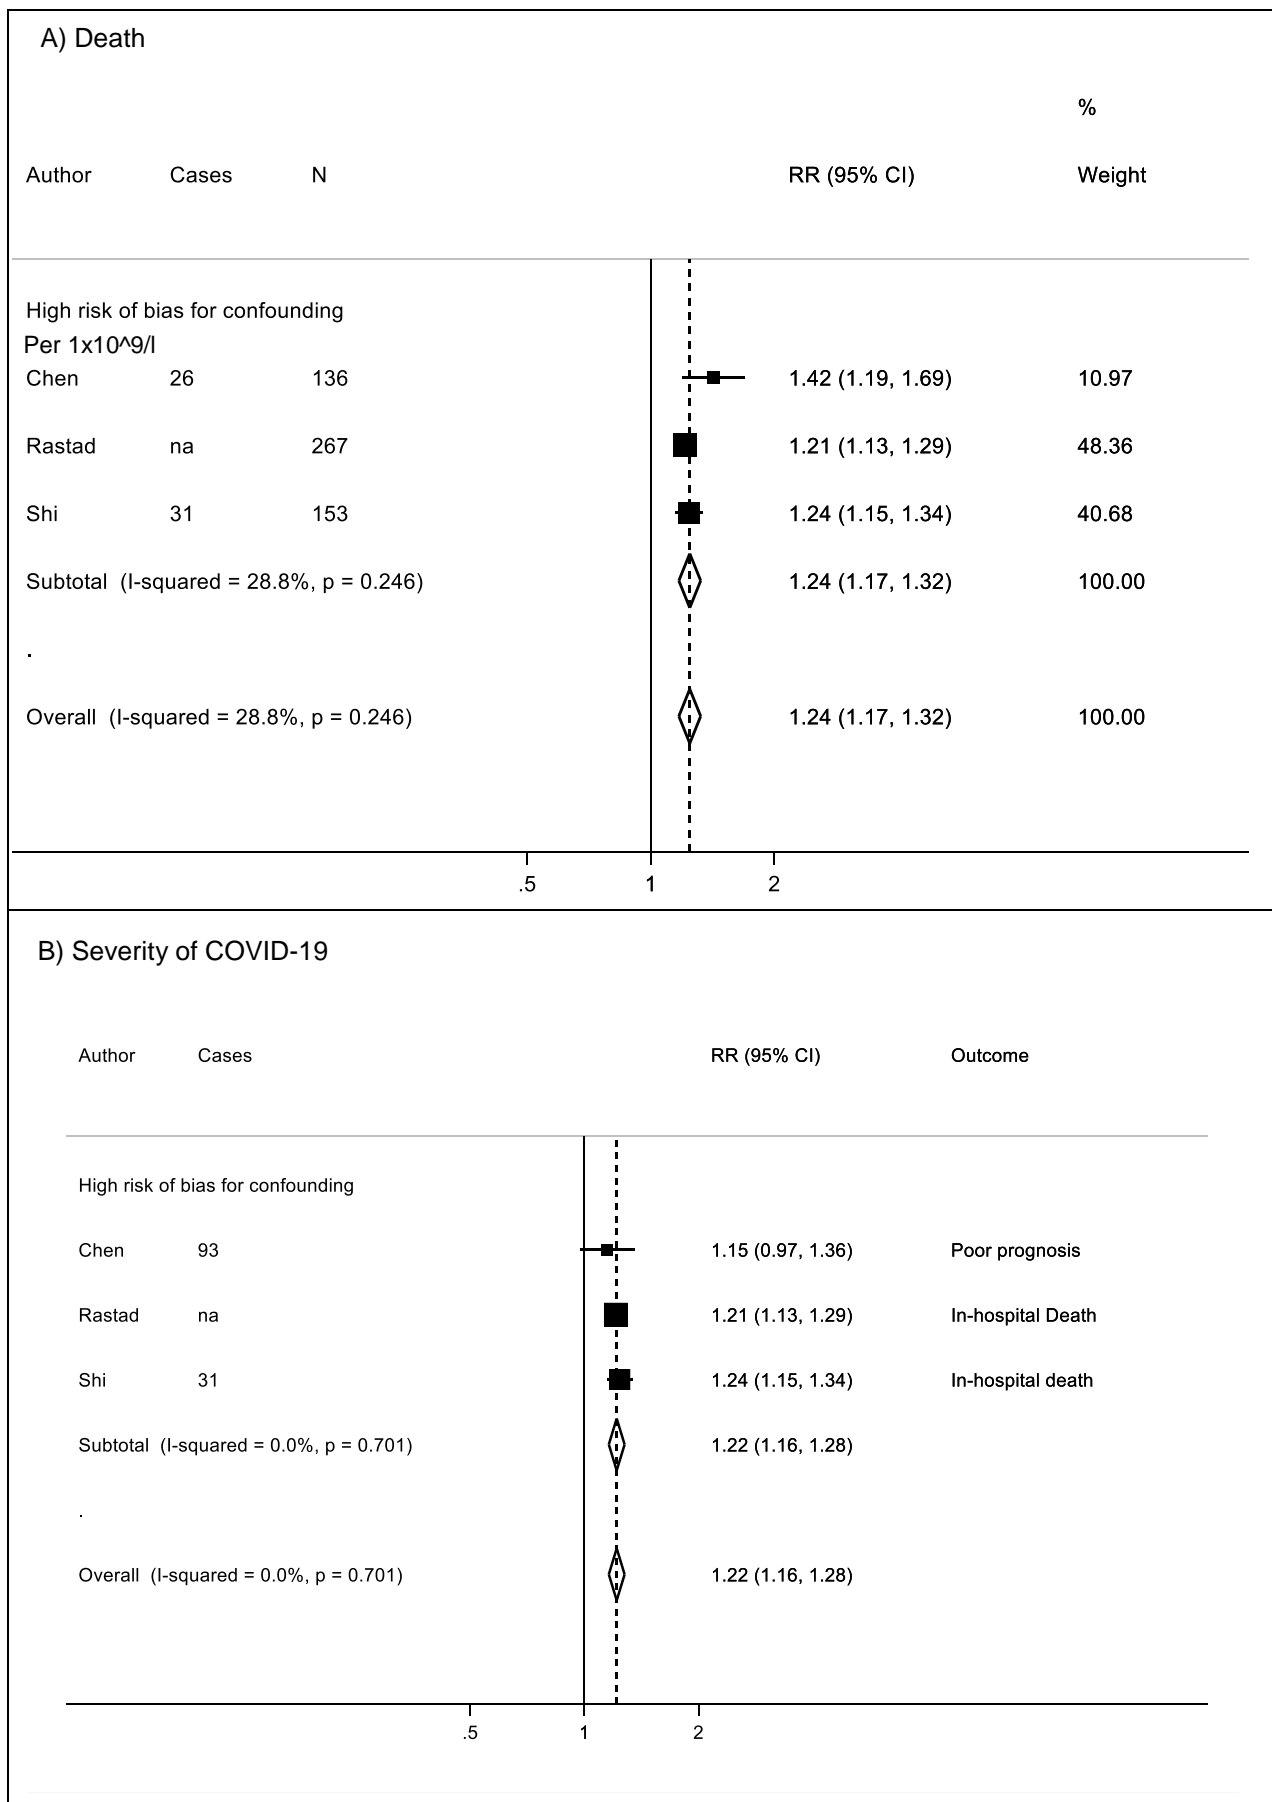 A) Death
%
Author Cases N RR (95% CI) Weight
High risk of bias for confounding
Per 1x10^9/l
Chen 26 136 1.42 (1.19, 1.69) 10.97
Rastad na 267 1.21 (1.13, 1.29) 48.36
Shi 31 153 1.24 (1.15, 1.34) 40.68
Subtotal (I-squared = 28.8%, p = 0.246) 1.24 (1.17, 1.32) 100.00
.
Overall (I-squared = 28.8%, p = 0.246) 1.24 (1.17, 1.32) 100.00
.5 1 2
B) Severity of COVID-19
Author Cases RR (95% CI) Outcome
High risk of bias for confounding
Chen 93 1.15 (0.97, 1.36) Poor prognosis
Rastad na 1.21 (1.13, 1.29) In-hospital Death
Shi 31 1.24 (1.15, 1.34) In-hospital death
Subtotal (I-squared = 0.0%, p = 0.701) 1.22 (1.16, 1.28)
.
Overall (I-squared = 0.0%, p = 0.701) 1.22 (1.16, 1.28)
.5 1 2